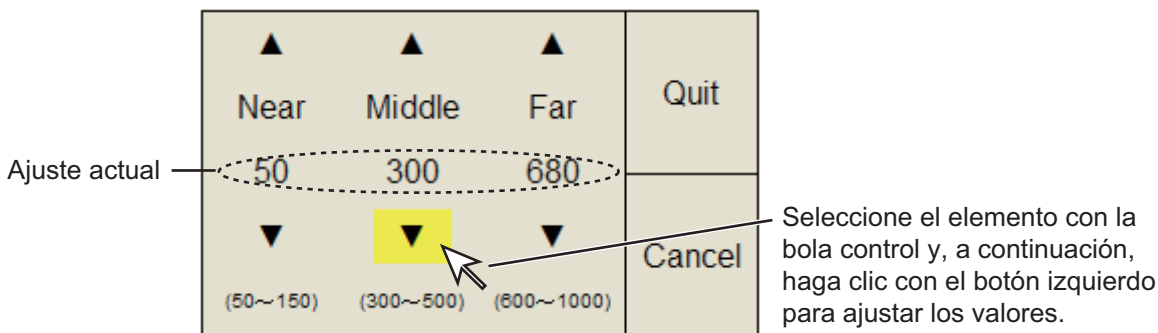 ▲ ▲ ▲
Near Middle Far
Quit
Ajuste actual
50 300 680
▼ ▼ ▼
Cancel
(50～150) (300～500) (600～1000)
Seleccione el elemento con la
bola control y, a continuación,
haga clic con el botón izquierdo
para ajustar los valores.